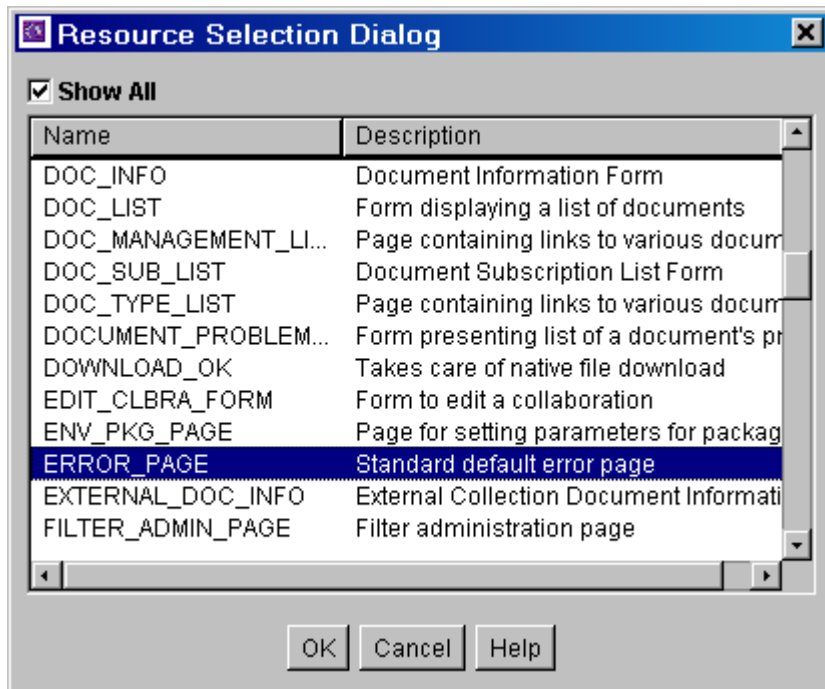 Resource Selection Dialog
Show All
Name Description
DOC_INFO Document Information Form
DOC_LIST Form displaying a list of documents
DOC_MANAGEMENT_LI... Page containing links to various docum
DOC_SUB_LIST Document Subscription List Form
DOC_TYPE_LIST Page containing links to various docum
DOCUMENT_PROBLEM... Form presenting list of a document's pr
DOWNLOAD_OK Takes care of native file download
EDIT_CLBRA_FORM Form to edit a collaboration
ENV_PKG_PAGE Page for setting parameters for packag
ERROR_PAGE Standard default error page
EXTERNAL_DOC_INFO External Collection Document Informati
FILTER_ADMIN_PAGE Filter administration page
OK Cancel Help